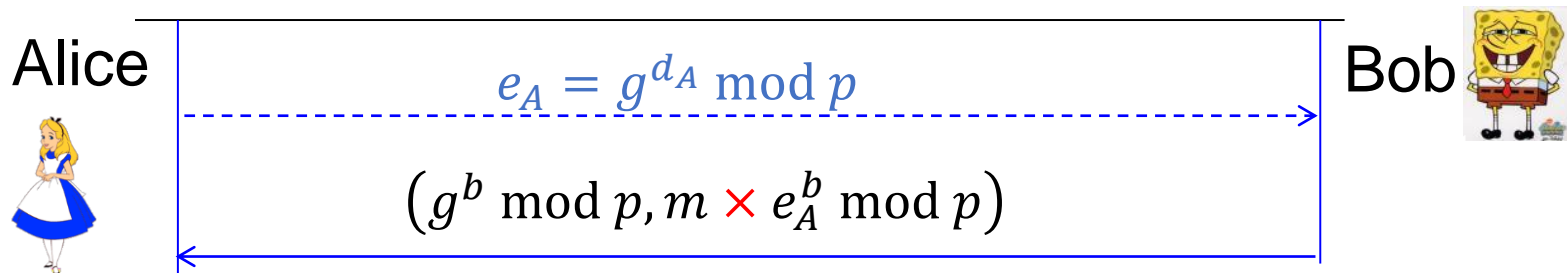 Alice
e_A = g^{d_A} mod p
Bob
(g^b mod p, m × e_A^b mod p)